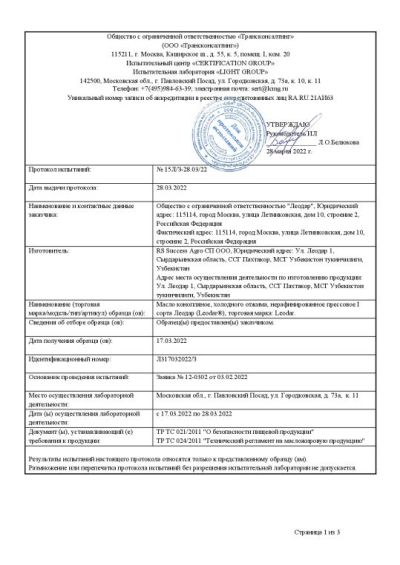 Общество с ограниченной ответственностью «Трансконсалтинг»
(ООО «Трансконсалтинг»)
115211, г. Москва, Каширское ш., д. 55, к. 5, помещ. I, ком. 20
Испытательный центр «CERTIFICATION GROUP»
Испытательная лаборатория «LIGHT GROUP»
142500, Московская обл., г. Павловский Посад, ул. Городковская, д. 73а, к. 10, к. 11
Телефон: +7(495)984-63-39; электронная почта:
Уникальный номер записи об аккредитации в реестре аккредитованных лиц RA.RU.21АИ63
УТВЕРЖДАЮ
Руководитель ИЛ
Л.О.Белюкова
28 марта 2022 г.
Для протоколов испытаний
Протокол испытаний: № 15Л/3-28.03/22
Дата выдачи протокола: 28.03.2022
Наименование и контактные данные Общество с ограниченной ответственностью "Леодар", Юридический
заказчика: адрес: 115114, город Москва, улица Летниковская, дом 10, строение 2,
Российская Федерация
Фактический адрес: 115114, город Москва, улица Летниковская, дом 10,
строение 2, Российская Федерация
Изготовитель: RS Success Agro СП ООО, Юридический адрес: Ул. Леодар 1,
Сырдарьинская область, ССГ Пахтакор, МСГ Узбекистон тукинчилиги,
Узбекистан
Адрес места осуществления деятельности по изготовлению продукции:
Ул. Леодар 1, Сырдарьинская область, ССГ Пахтакор, МСГ Узбекистон
тукинчилиги, Узбекистан
Наименование (торговая Масло конопляное, холодного отжима, нерафинированное прессовое I
марка/модель/тип/артикул) образца (ов): сорта Леодар (Leodar®), торговая марка: Leodar.
Сведения об отборе образца (ов): Образец(ы) предоставлен(ы) заказчиком.
Дата получения образца (ов): 17.03.2022
Идентификационный номер: Л317032022/3
Основание проведения испытаний: Заявка № 12-0302 от 03.02.2022
Место осуществления лабораторной Московская обл., г. Павловский Посад, ул. Городковская, д. 73а, к. 11
деятельности:
Дата (ы) осуществления лабораторной с 17.03.2022 по 28.03.2022
деятельности:
Документ (ы), устанавливающий (е) ТР ТС 021/2011 "О безопасности пищевой продукции"
требования к продукции: ТР ТС 024/2011 "Технический регламент на масложировую продукцию"
Результаты испытаний настоящего протокола относятся только к представленному образцу (ам).
Размножение или перепечатка протокола испытаний без разрешения испытательной лаборатории не допускается.
Страница 1 из 3